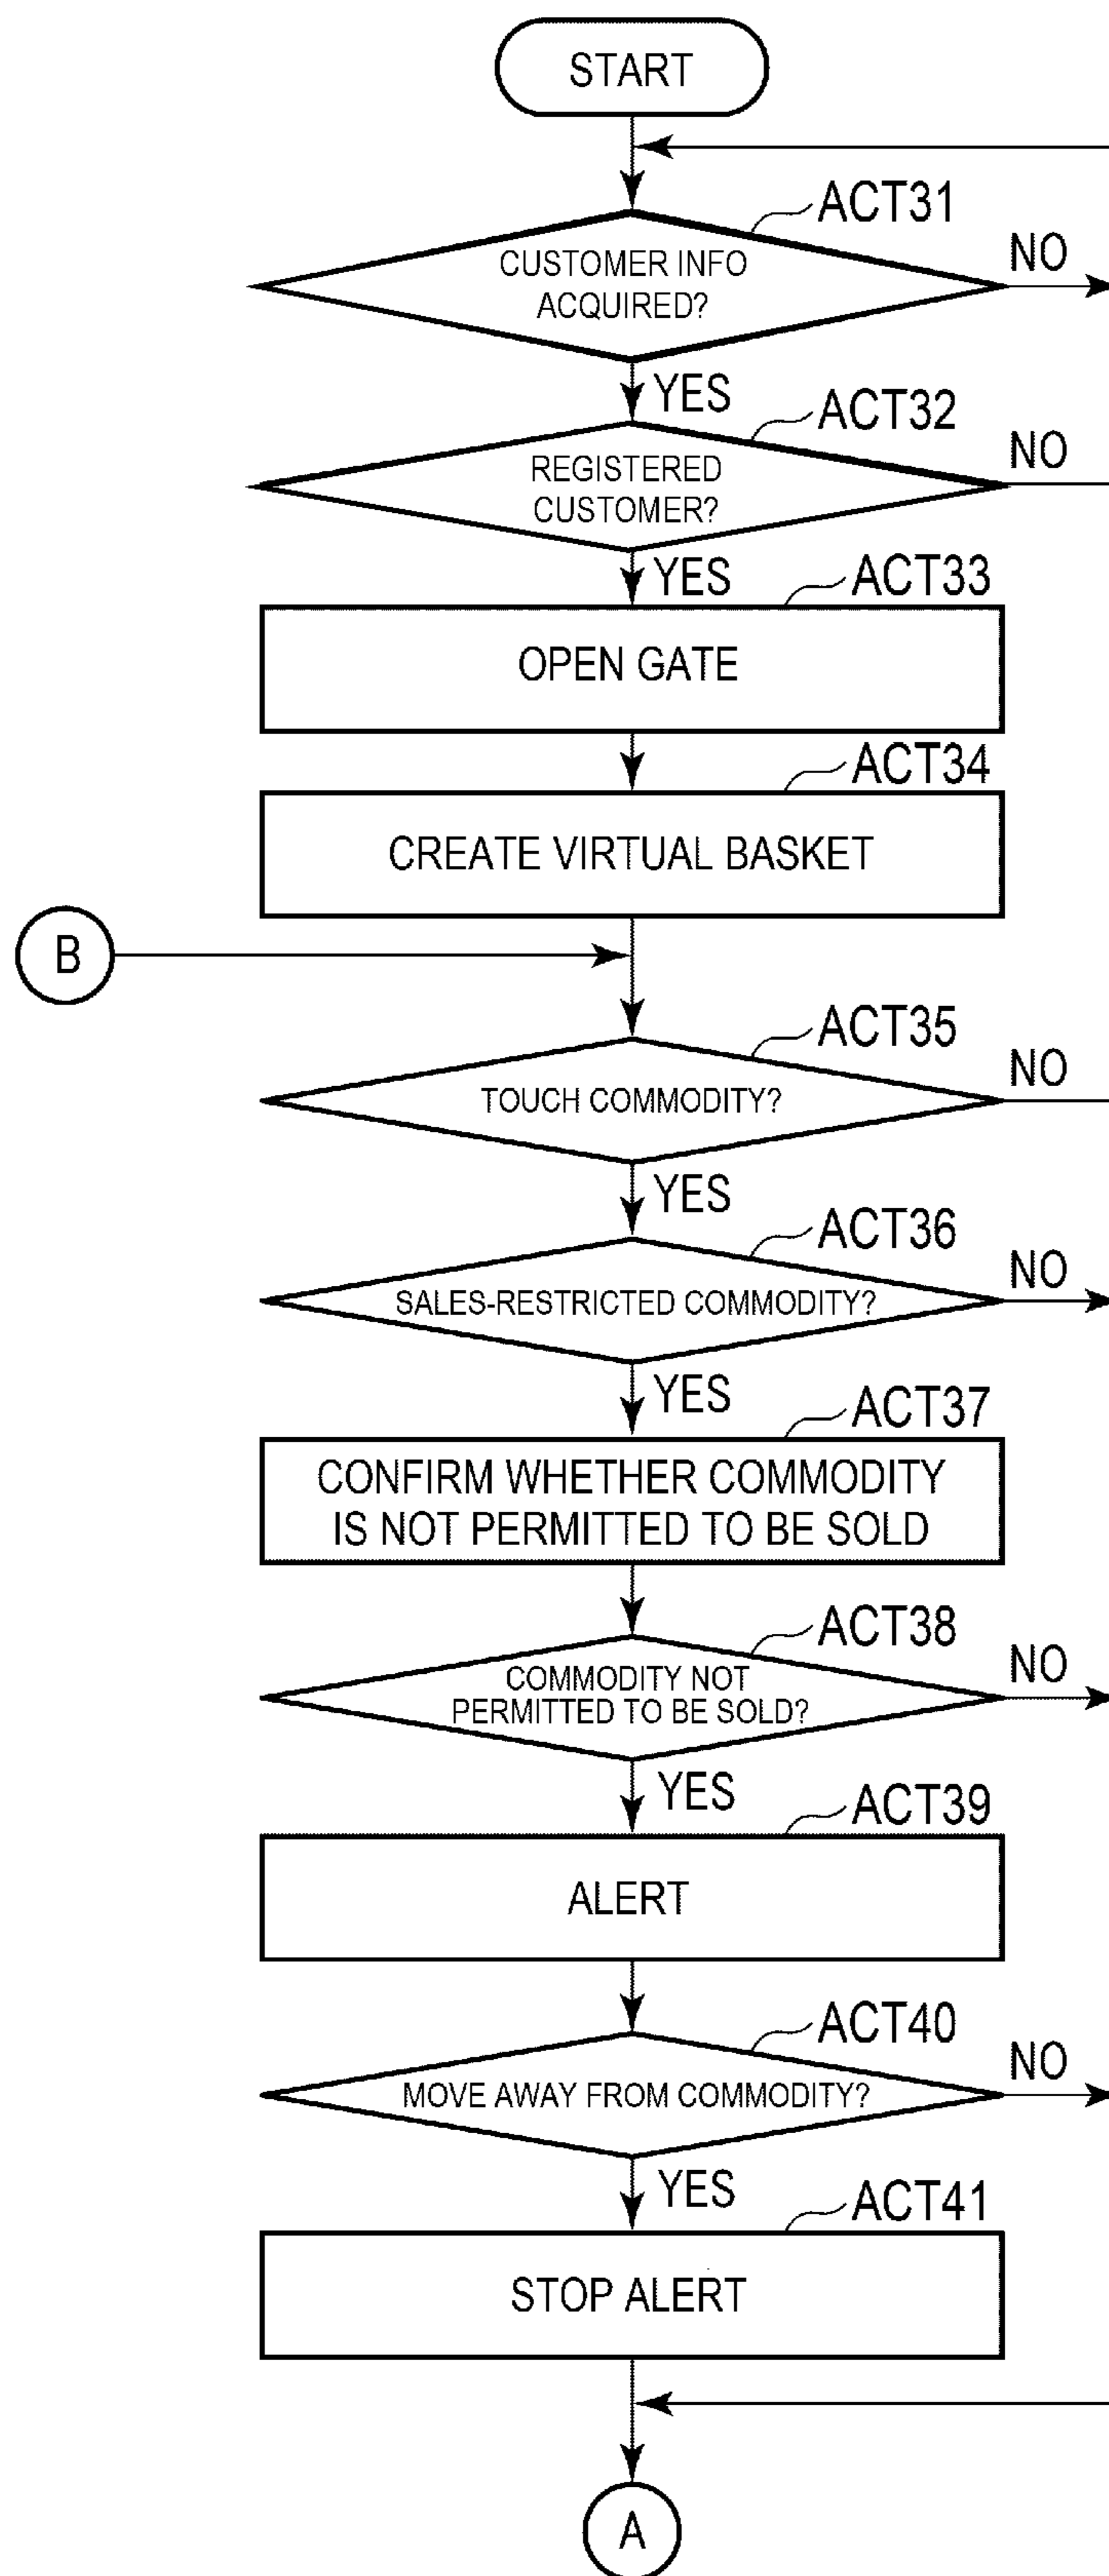 START
ACT31
CUSTOMER INFO
ACQUIRED?
NO
YES
ACT32
REGISTERED
CUSTOMER?
NO
YES
ACT33
OPEN GATE
ACT34
CREATE VIRTUAL BASKET
B
ACT35
TOUCH COMMODITY?
NO
YES
ACT36
SALES-RESTRICTED COMMODITY?
NO
YES
ACT37
CONFIRM WHETHER COMMODITY
IS NOT PERMITTED TO BE SOLD
ACT38
COMMODITY NOT
PERMITTED TO BE SOLD?
NO
YES
ACT39
ALERT
ACT40
MOVE AWAY FROM COMMODITY?
NO
YES
ACT41
STOP ALERT
A